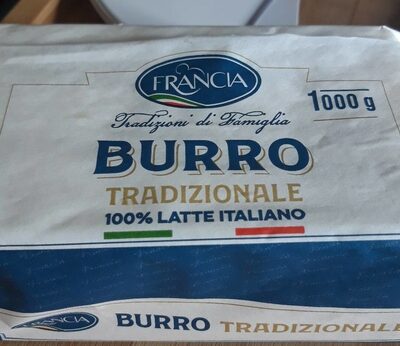 FRANCIA
1000 g
Tradizioni di Famiglia
BURRO
TRADIZIONALE
100% LATTE ITALIANO
FRANCIA BURRO TRADIZIONALE